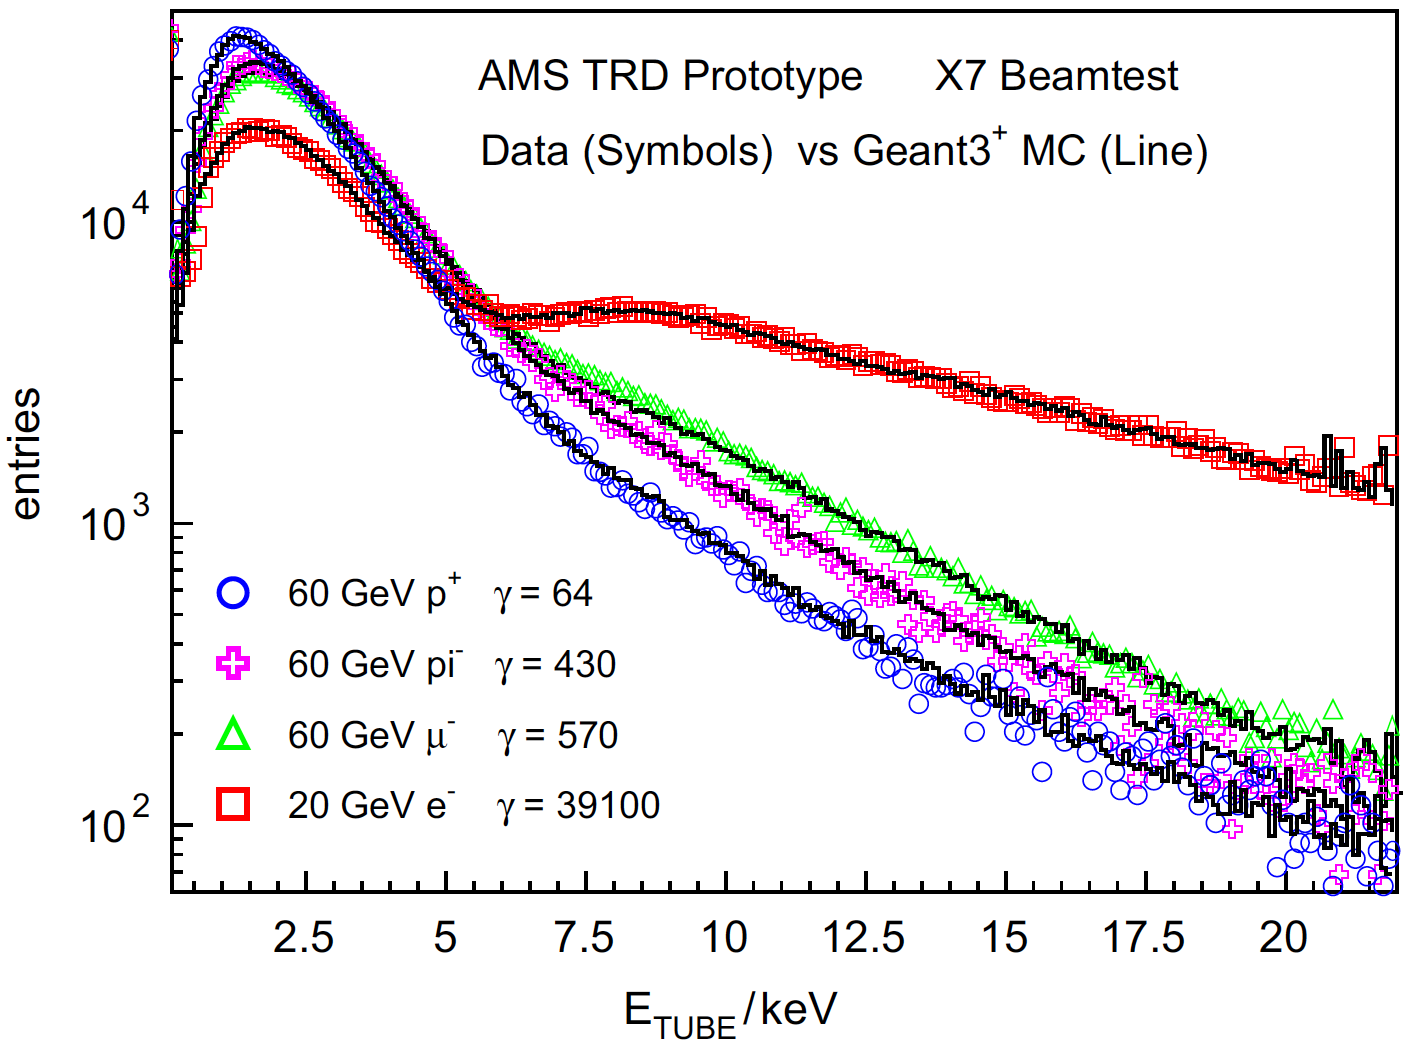 AMS TRD Prototype X7 Beamtest
Data (Symbols) vs Geant3+ MC (Line)
10^4
entries
10^3
60 GeV p+ γ = 64
60 GeV pi- γ = 430
60 GeV μ- γ = 570
20 GeV e- γ = 39100
10^2
2.5 5 7.5 10 12.5 15 17.5 20
E_TUBE / keV